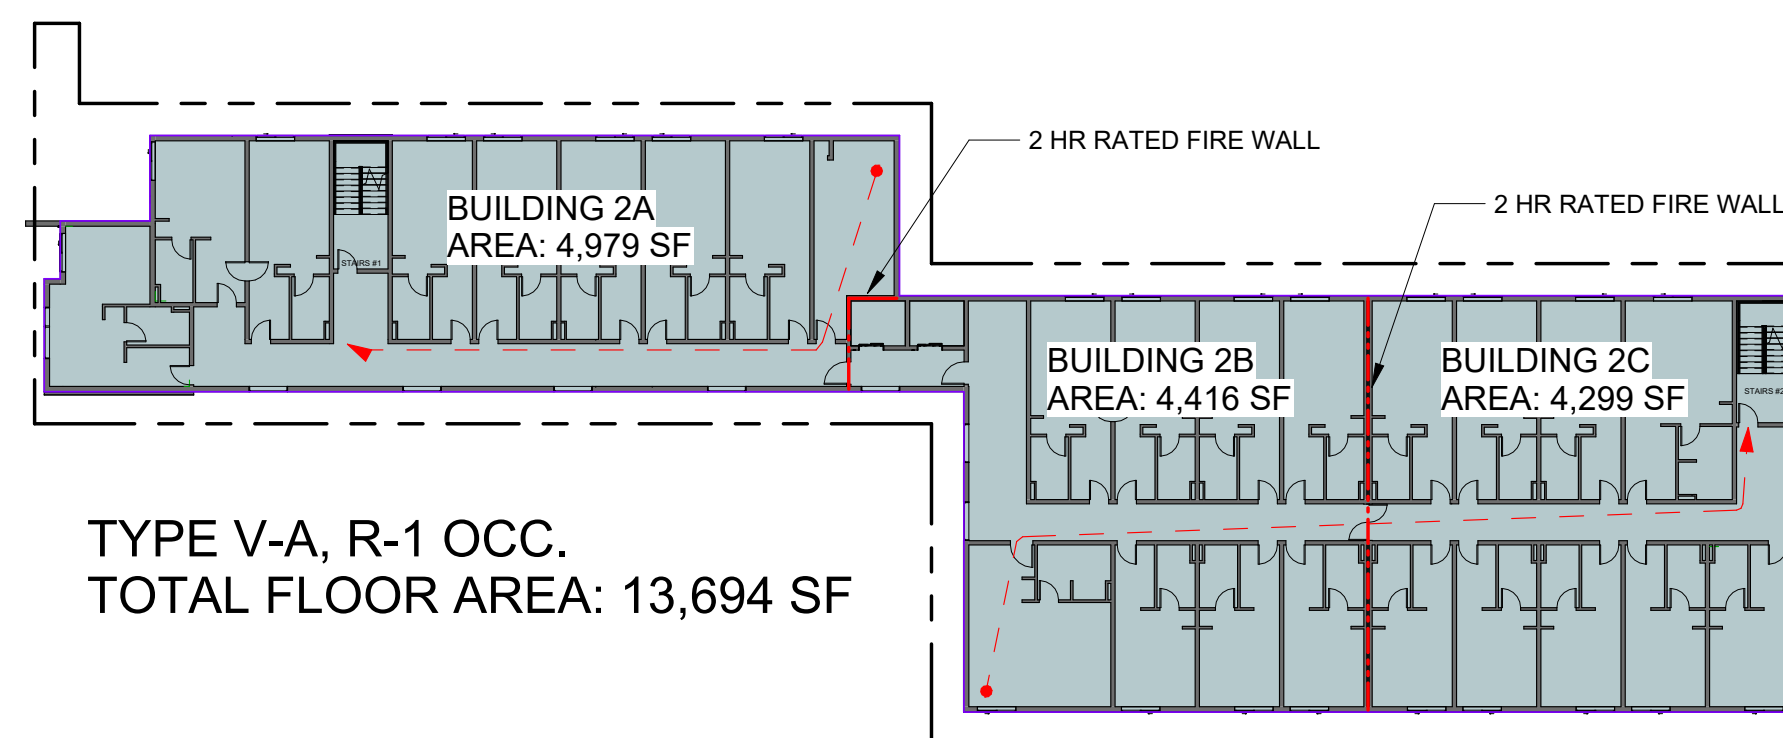 2 HR RATED FIRE WALL
2 HR RATED FIRE WALL
BUILDING 2A
AREA: 4,979 SF
STAIRS #1
BUILDING 2B
AREA: 4,416 SF
BUILDING 2C
AREA: 4,299 SF
STAIRS #2
TYPE V-A, R-1 OCC.
TOTAL FLOOR AREA: 13,694 SF